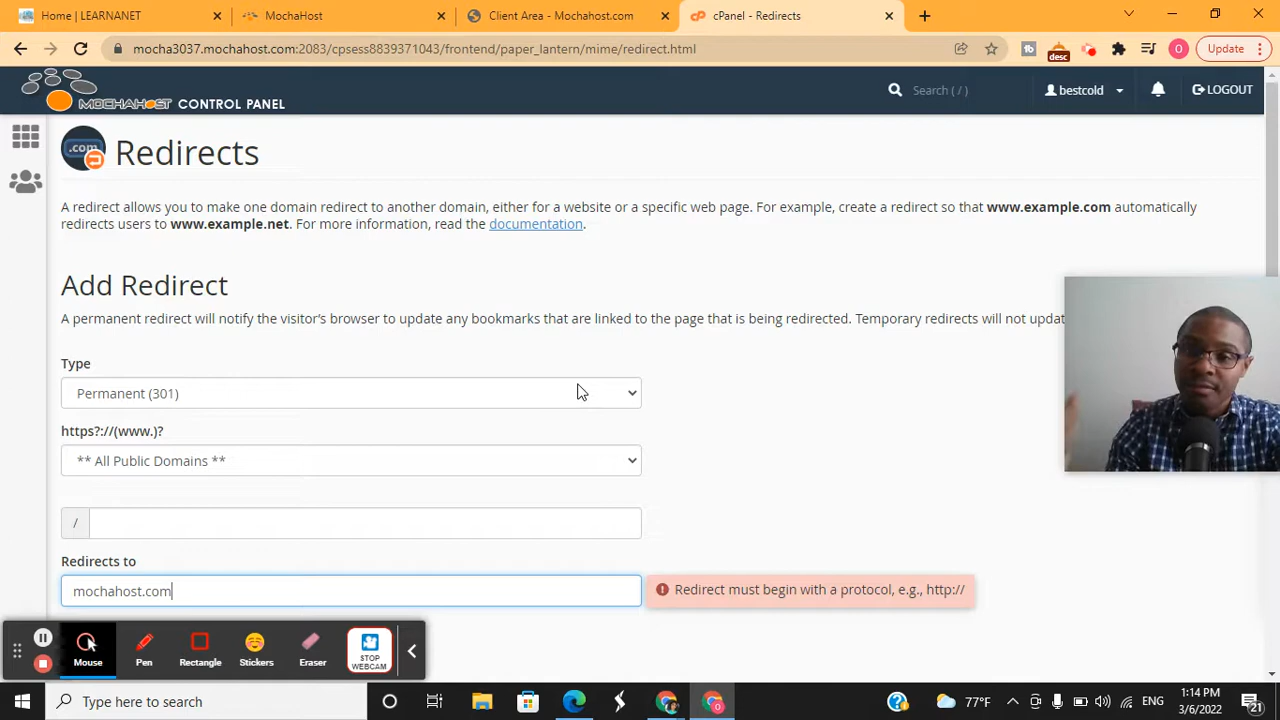 Home | LEARNANET
MochaHost
Client Area - Mochahost.com
cPanel - Redirects
mocha3037.mochahost.com:2083/cpsess8839371043/frontend/paper_lantern/mime/redirect.html
desc
O
Update
MOCHAHOST CONTROL PANEL
Search ( / )
bestcold
LOGOUT
.com
Redirects
A redirect allows you to make one domain redirect to another domain, either for a website or a specific web page. For example, create a redirect so that www.example.com automatically
redirects users to www.example.net. For more information, read the documentation.
Add Redirect
A permanent redirect will notify the visitor's browser to update any bookmarks that are linked to the page that is being redirected. Temporary redirects will not updat
Type
Permanent (301)
https?://(www.)?
** All Public Domains **
/
Redirects to
mochahost.com
Redirect must begin with a protocol, e.g., http://
Mouse
Pen
Rectangle
Stickers
Eraser
STOP
WEBCAM
Type here to search
77°F
ENG
1:14 PM
3/6/2022
21